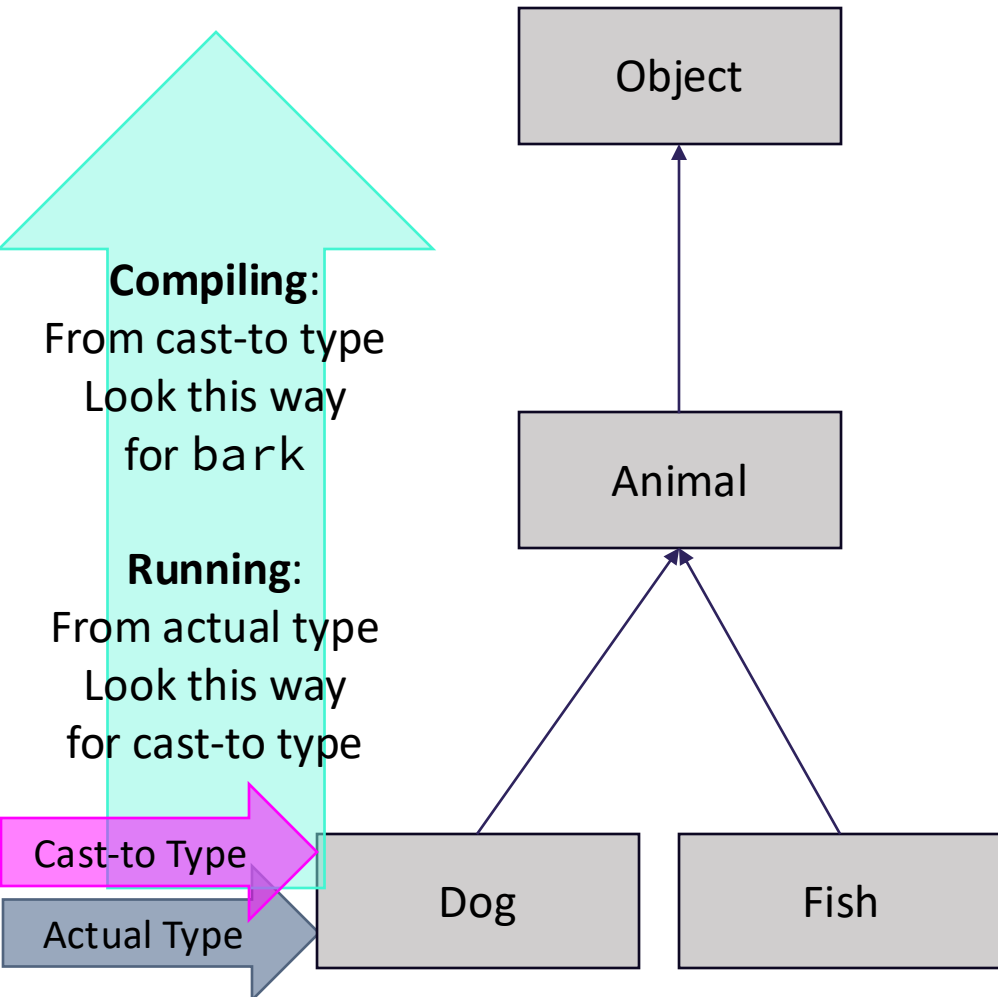 Object
Compiling:
From cast-to type
Look this way
for bark
Animal
Running:
From actual type
Look this way
for cast-to type
Cast-to Type
Actual Type
Dog
Fish